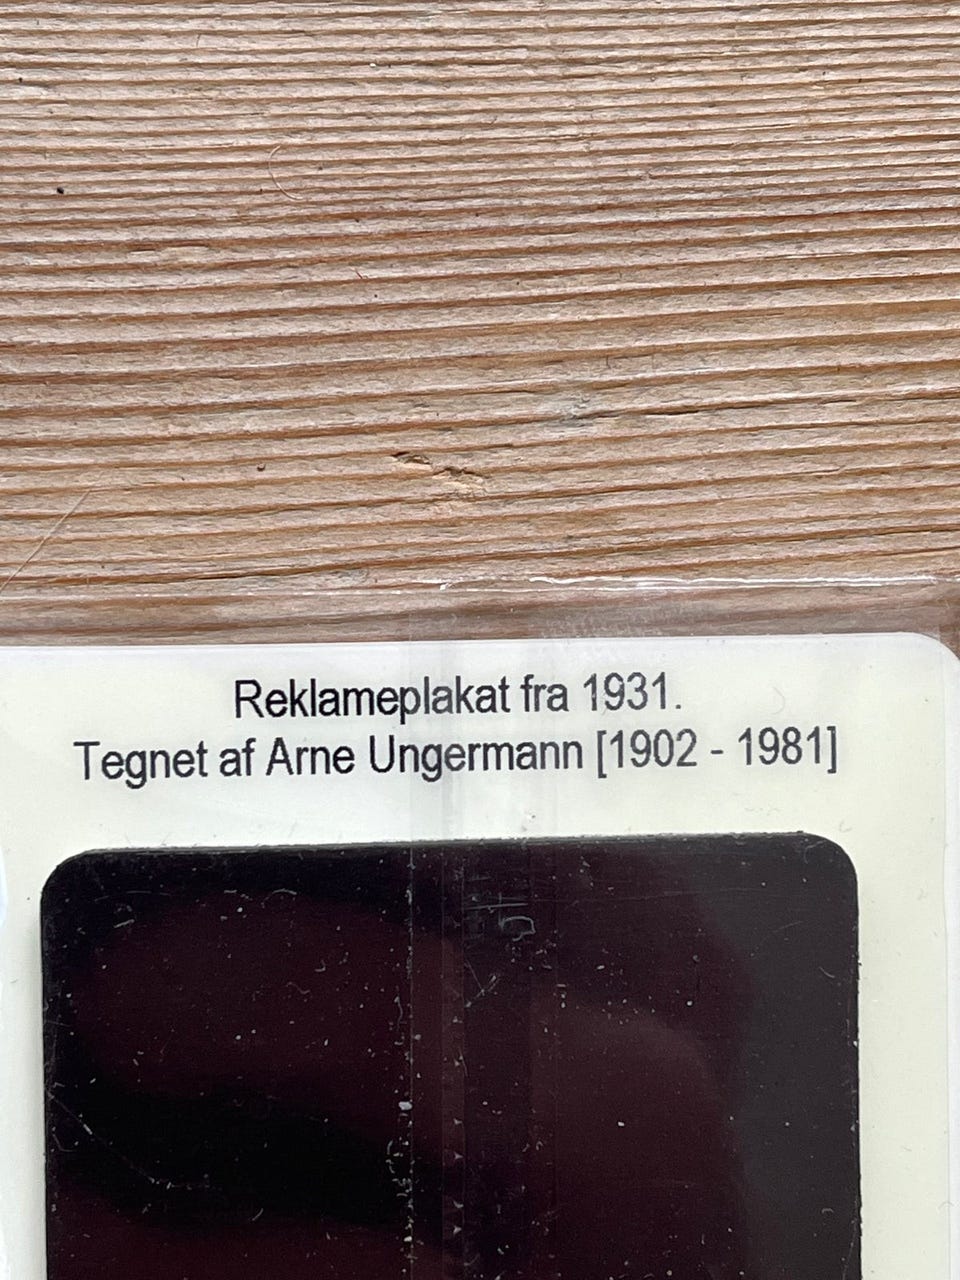 Reklameplakat fra 1931.
Tegnet af Arne Ungermann [1902 - 1981]